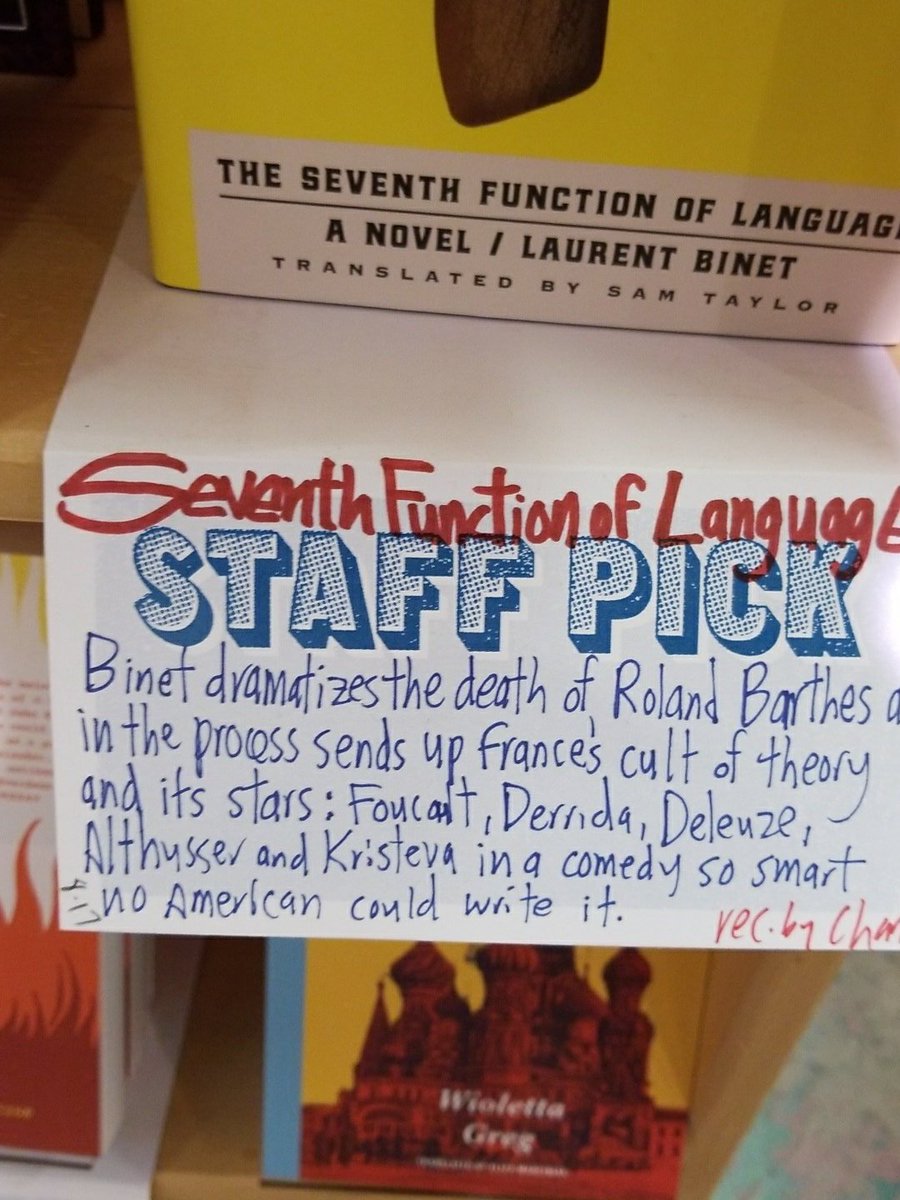 THE SEVENTH FUNCTION OF LANGUAGE
A NOVEL / LAURENT BINET
TRANSLATED BY SAM TAYLOR
Seventh Function of Language
STAFF PICK
Binet dramatizes the death of Roland Barthes a
in the process sends up France's cult of theory
and its stars: Foucault, Derrida, Deleuze,
Althusser and Kristeva in a comedy so smart
no American could write it.
rec. by Char
Wioletta
Greg